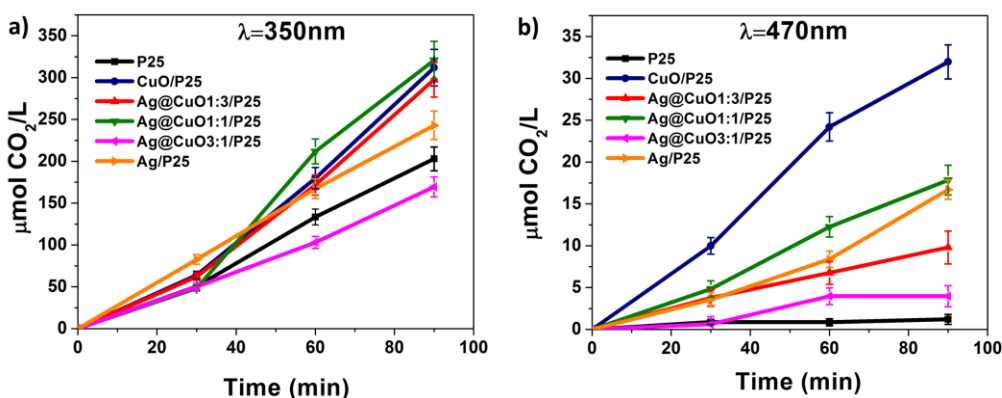 a)
λ=350nm
P25
CuO/P25
Ag@CuO1:3/P25
Ag@CuO1:1/P25
Ag@CuO3:1/P25
Ag/P25
μmol CO₂/L
350
300
250
200
150
100
50
0
0 20 40 60 80 100
Time (min)
b)
λ=470nm
P25
CuO/P25
Ag@CuO1:3/P25
Ag@CuO1:1/P25
Ag@CuO3:1/P25
Ag/P25
μmol CO₂/L
35
30
25
20
15
10
5
0
0 20 40 60 80 100
Time (min)